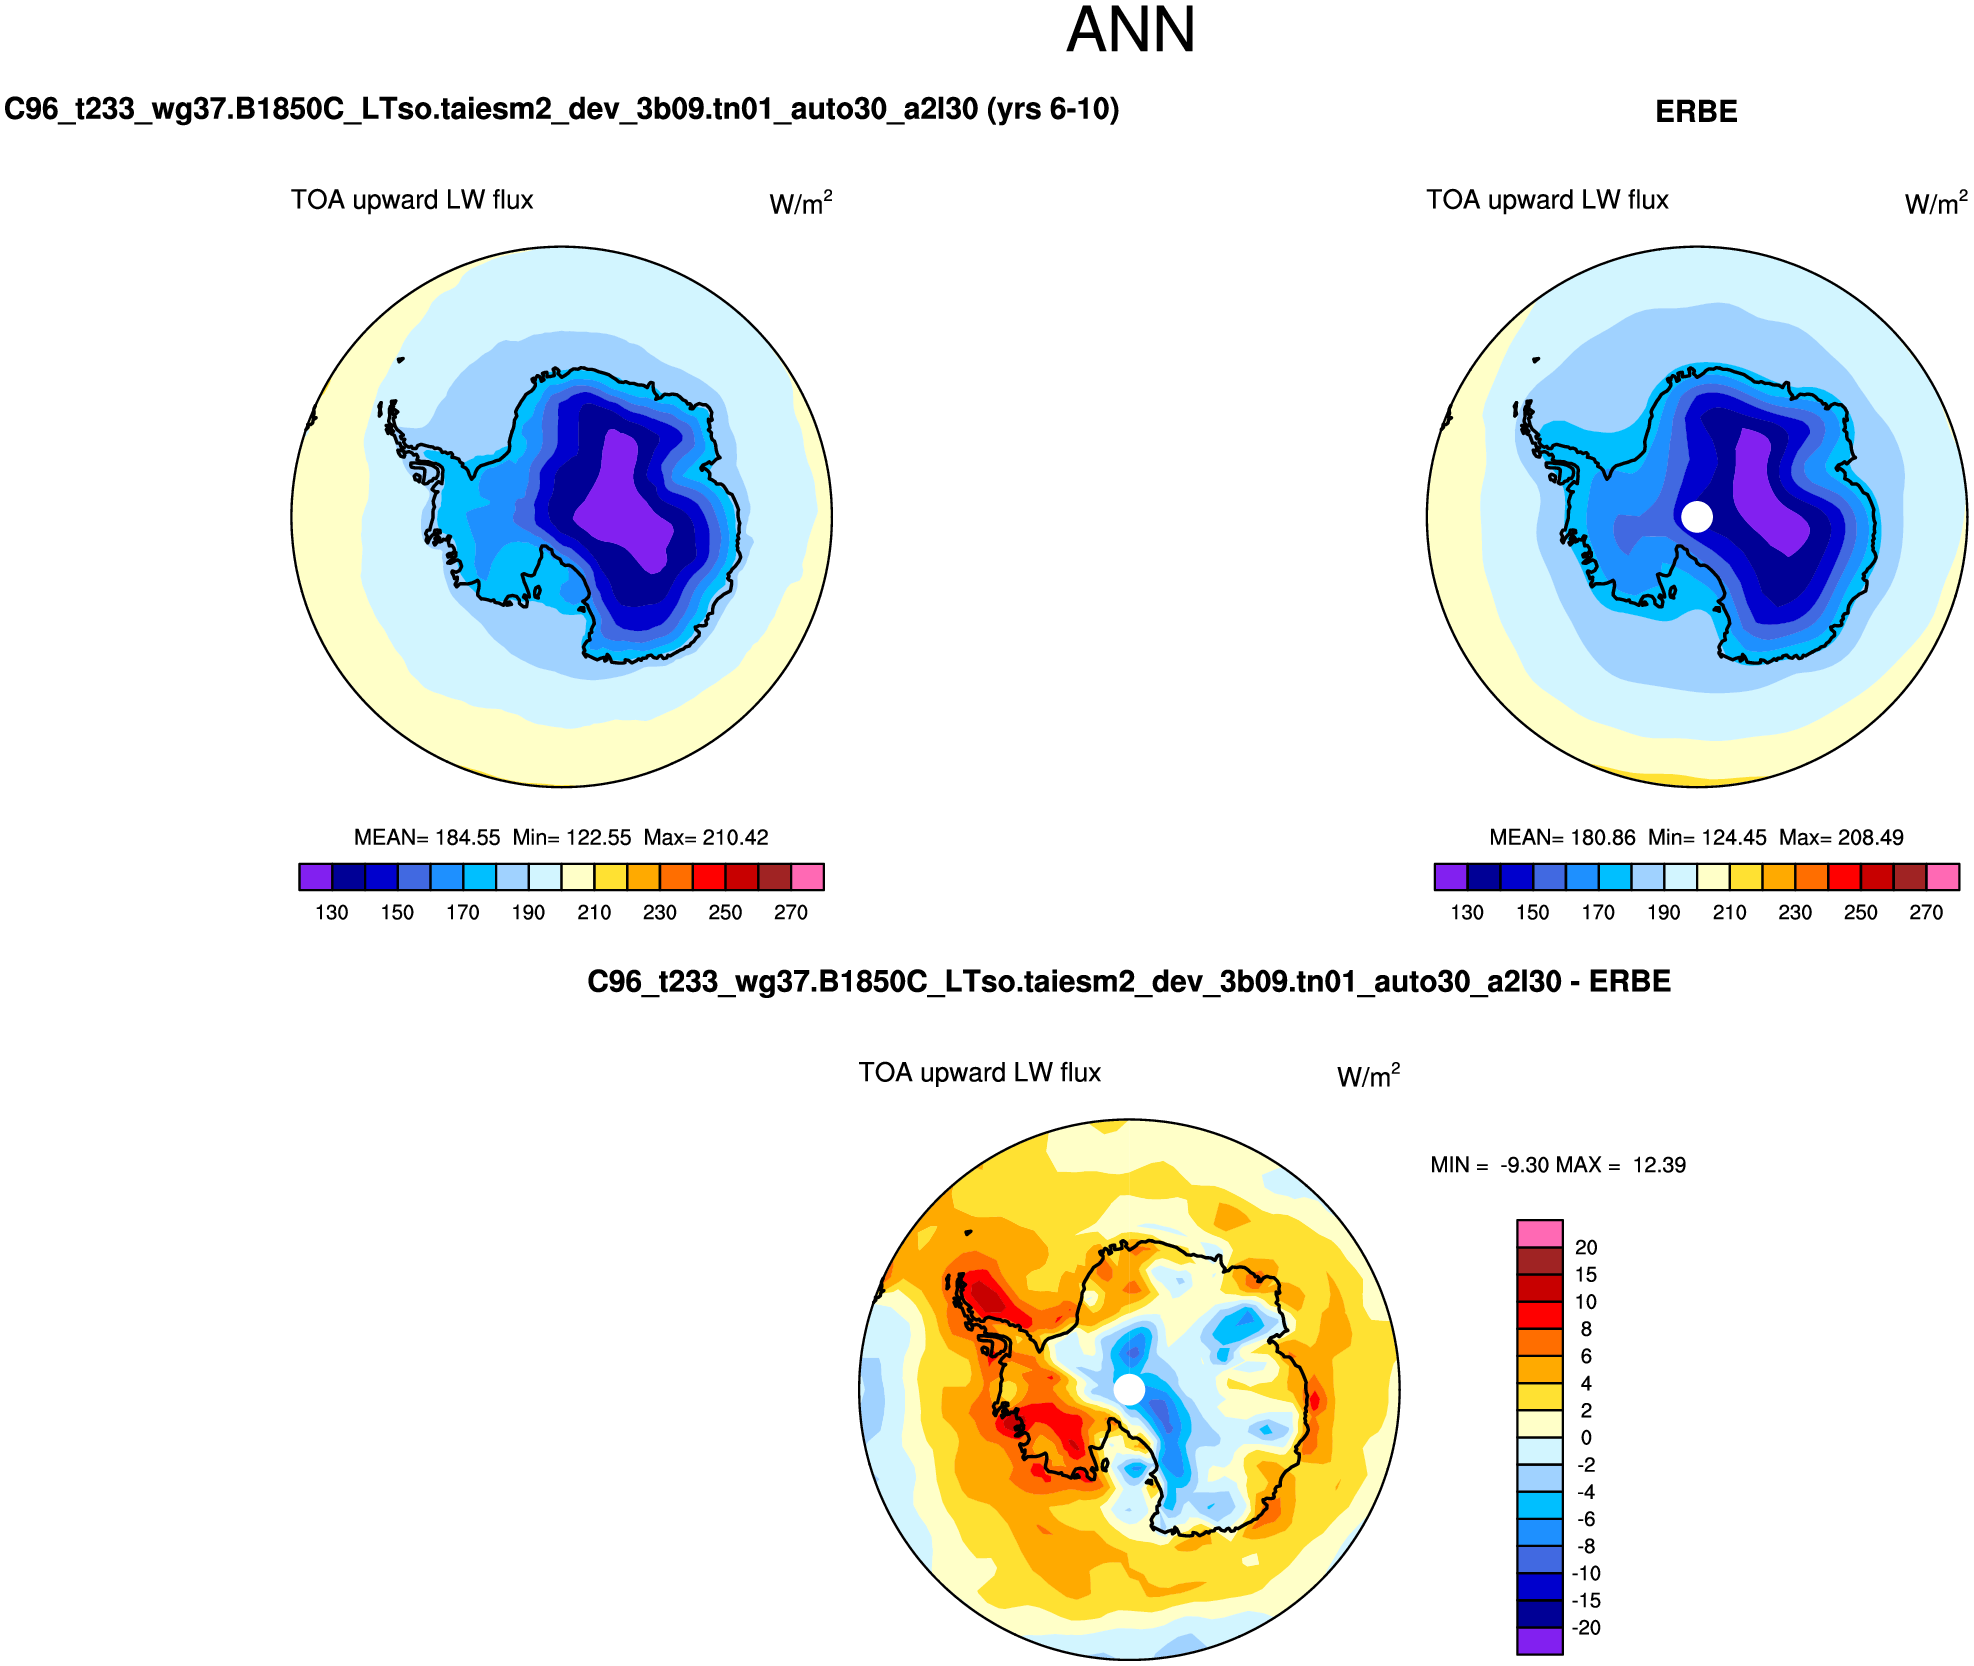 ANN
C96_t233_wg37.B1850C_LTso.taiesm2_dev_3b09.tn01_auto30_a2l30 (yrs 6-10)
ERBE
TOA upward LW flux W/m2
TOA upward LW flux W/m2
MEAN= 184.55 Min= 122.55 Max= 210.42
MEAN= 180.86 Min= 124.45 Max= 208.49
130 150 170 190 210 230 250 270
130 150 170 190 210 230 250 270
C96_t233_wg37.B1850C_LTso.taiesm2_dev_3b09.tn01_auto30_a2l30 - ERBE
TOA upward LW flux W/m2
MIN = -9.30 MAX = 12.39
20
15
10
8
6
4
2
0
-2
-4
-6
-8
-10
-15
-20